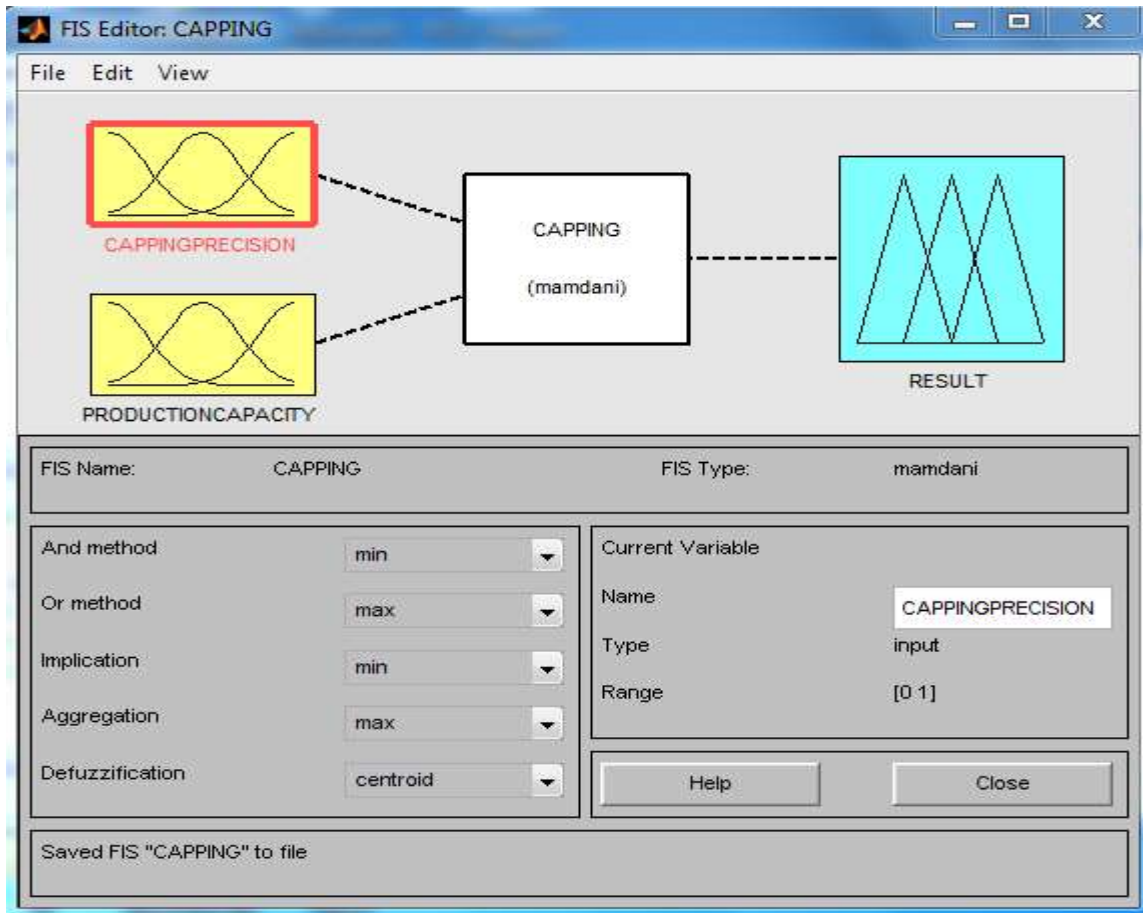 FIS Editor: CAPPING
File Edit View
CAPPINGPRECISION
PRODUCTIONCAPACITY
CAPPING
(mamdani)
RESULT
FIS Name: CAPPING FIS Type: mamdani
And method min
Or method max
Implication min
Aggregation max
Defuzzification centroid
Current Variable
Name CAPPINGPRECISION
Type input
Range [0 1]
Help Close
Saved FIS "CAPPING" to file